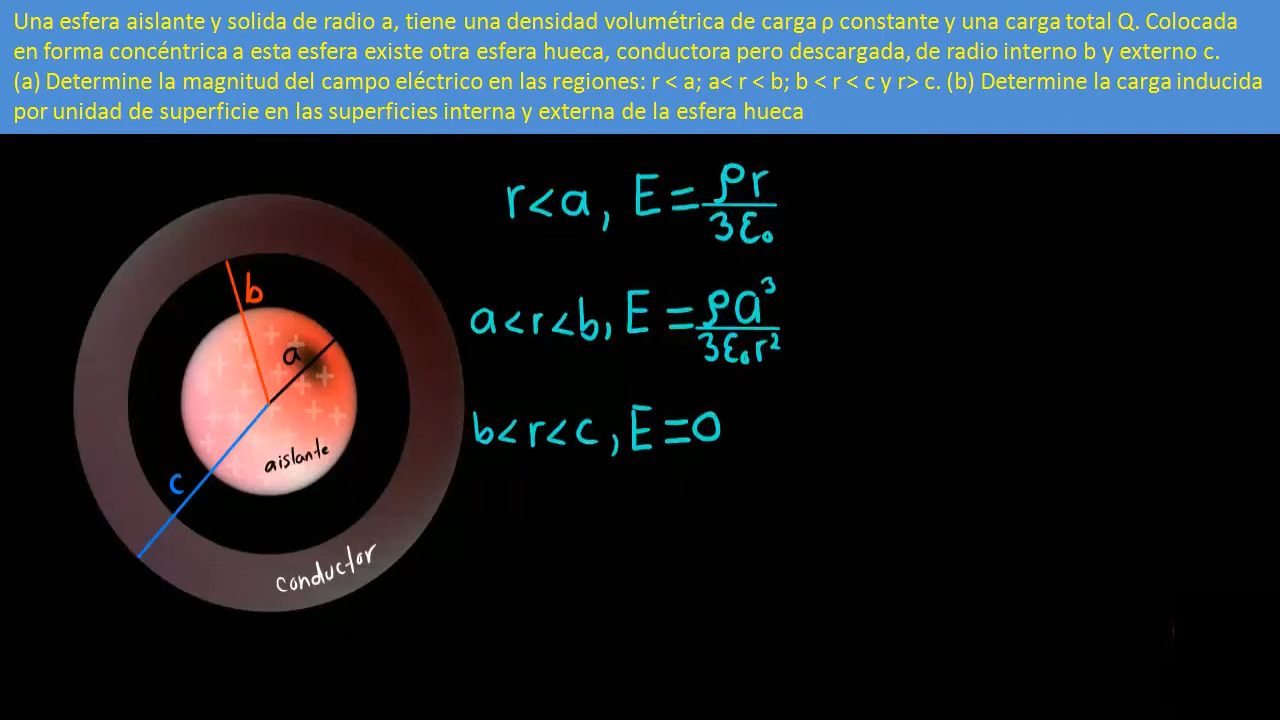 Una esfera aislante y solida de radio a, tiene una densidad volumétrica de carga ρ constante y una carga total Q. Colocada
en forma concéntrica a esta esfera existe otra esfera hueca, conductora pero descargada, de radio interno b y externo c.
(a) Determine la magnitud del campo eléctrico en las regiones: r < a; a< r < b; b < r < c y r> c. (b) Determine la carga inducida
por unidad de superficie en las superficies interna y externa de la esfera hueca
r<a, E=ρr/3ε₀
b
a<r<b, E=ρa³/3ε₀r²
a
b<r<c, E=0
aislante
c
conductor